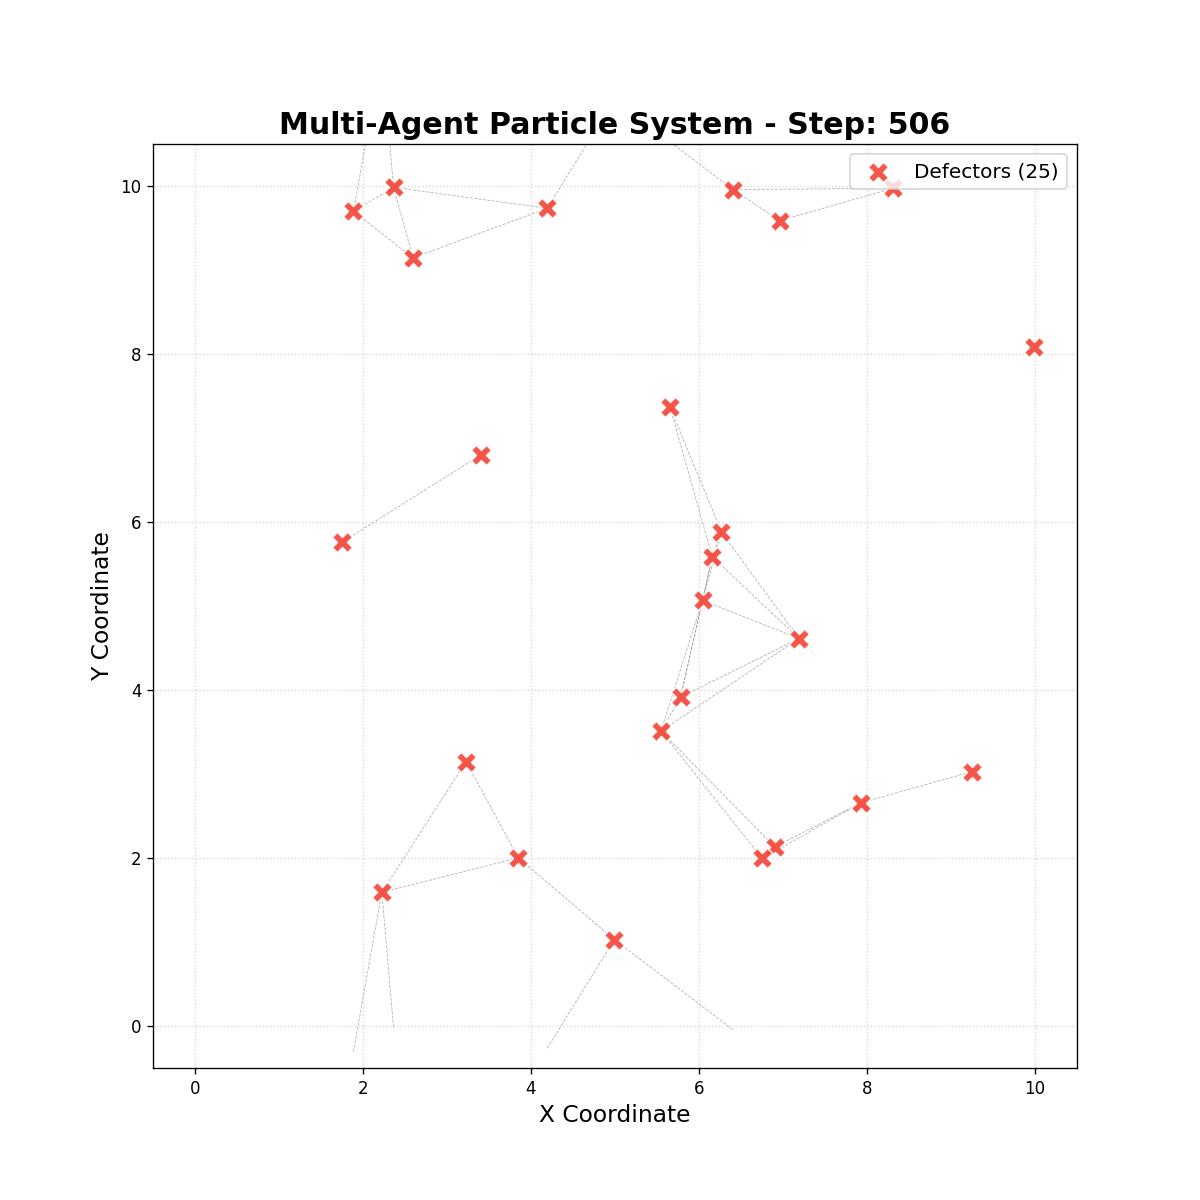 Multi-Agent Particle System - Step: 506
Defectors (25)
10
8
6
4
2
0
Y Coordinate
0 2 4 6 8 10
X Coordinate